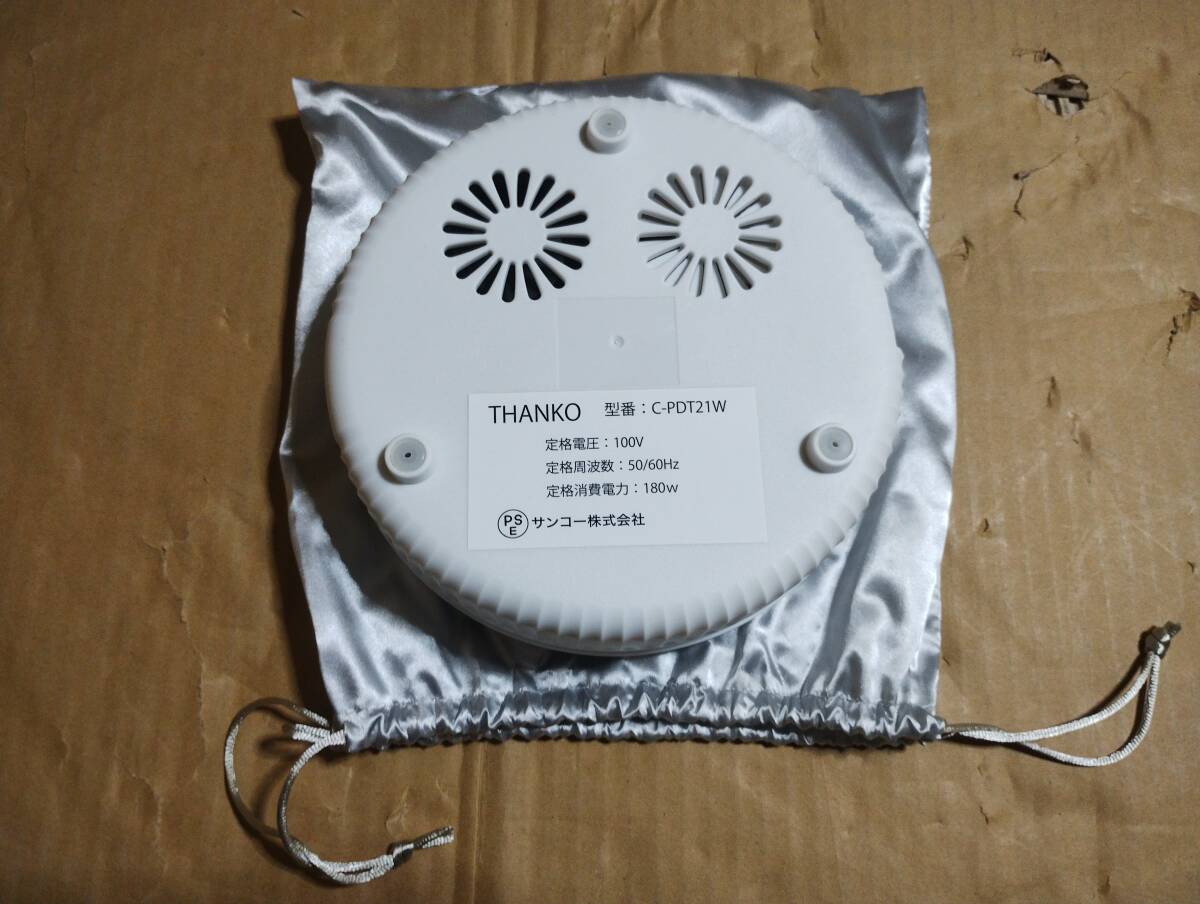 THANKO 型番：C-PDT21W
定格電圧：100V
定格周波数：50/60Hz
定格消費電力：180w
PSE サンコー株式会社